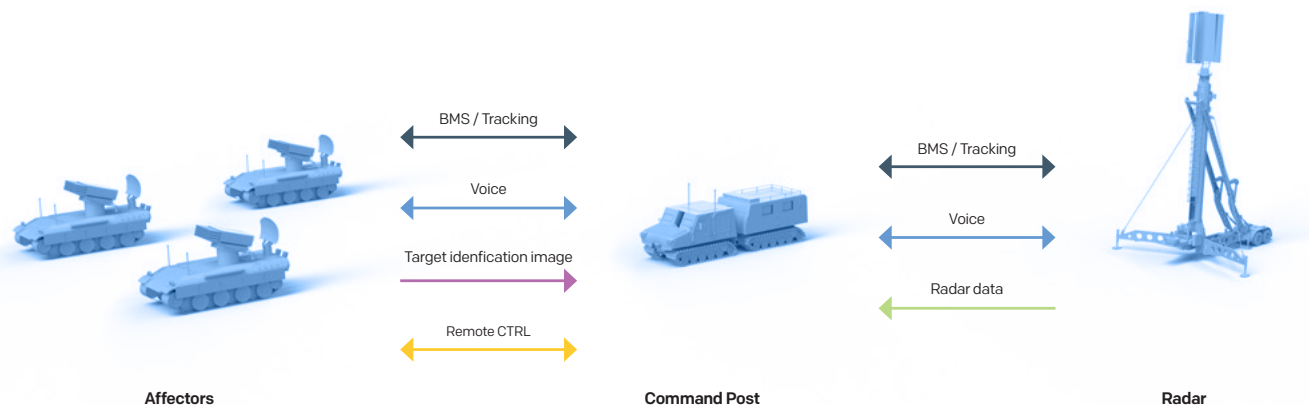 BMS / Tracking
Voice
Target idenfication image
Remote CTRL
BMS / Tracking
Voice
Radar data
Affectors
Command Post
Radar